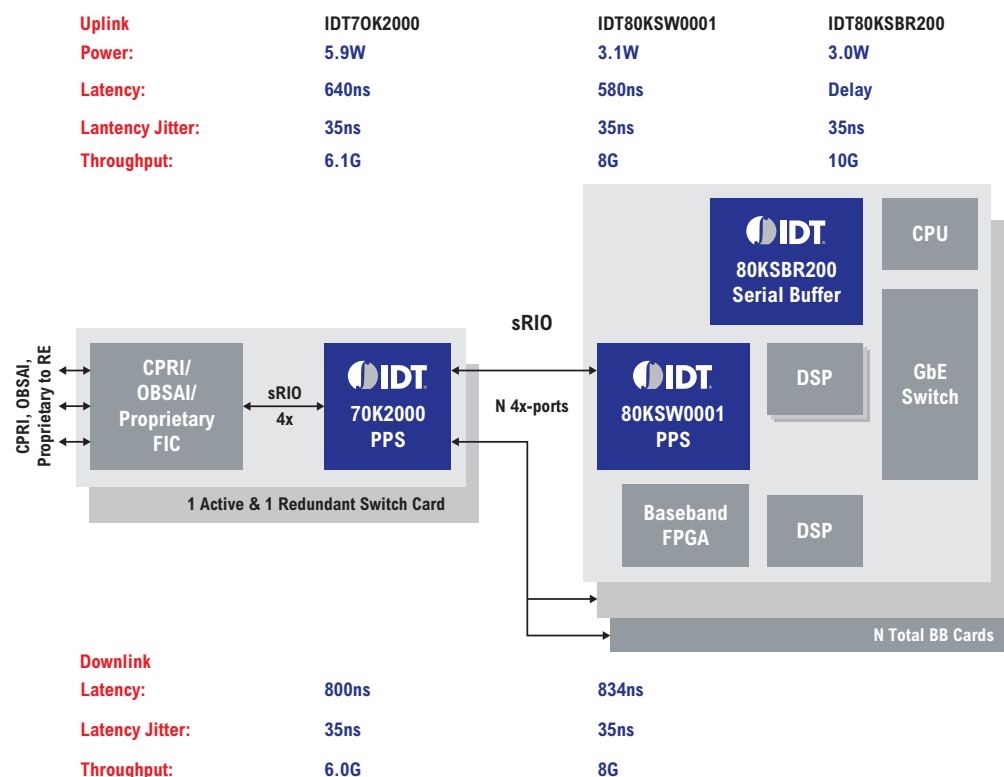 Uplink IDT7OK2000 IDT80KSW0001 IDT80KSBR200
Power: 5.9W 3.1W 3.0W
Latency: 640ns 580ns Delay
Lantency Jitter: 35ns 35ns 35ns
Throughput: 6.1G 8G 10G
IDT
80KSBR200
Serial Buffer
CPU
sRIO
CPRI, OBSAI,
Proprietary to RE
CPRI/
OBSAI/
Proprietary
FIC
sRIO
4x
IDT
70K2000
PPS
N 4x-ports
IDT
80KSW0001
PPS
DSP
GbE
Switch
1 Active & 1 Redundant Switch Card
Baseband
FPGA
DSP
N Total BB Cards
Downlink
Latency: 800ns 834ns
Latency Jitter: 35ns 35ns
Throughput: 6.0G 8G